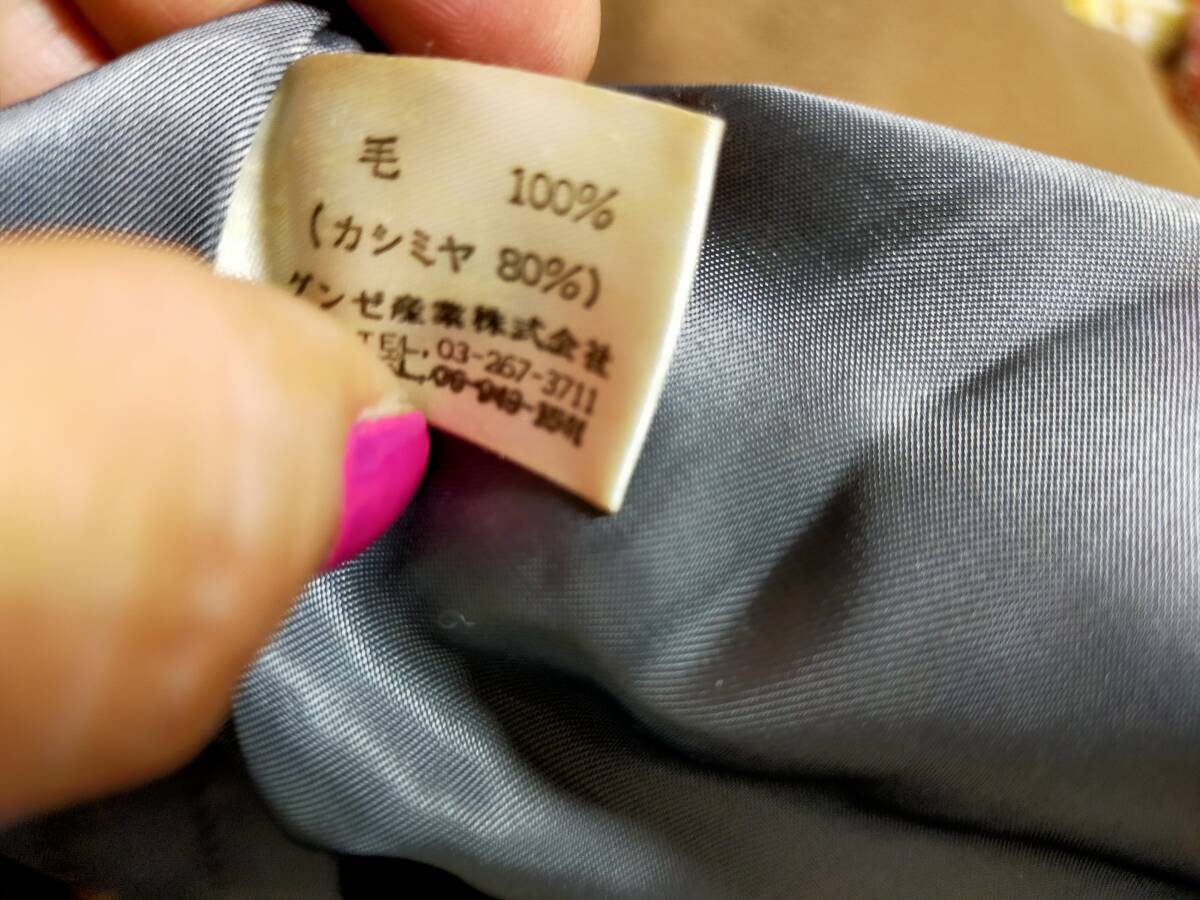 毛 100%
(カシミヤ 80%)
グンゼ産業株式会社
TEL.03-267-3711